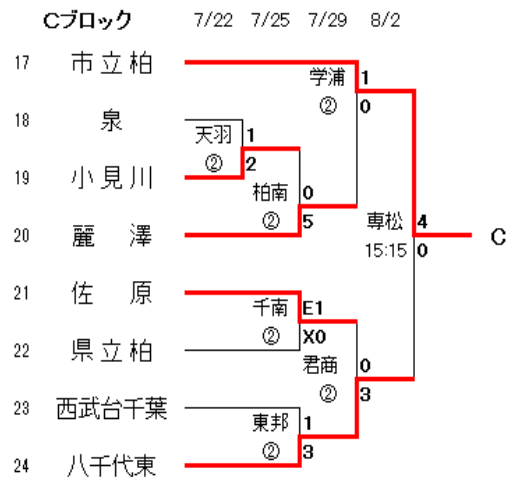 Cブロック 7/22 7/25 7/29 8/2
17 市立柏
学浦 1
② 0
18 泉
天羽 1
② 2
19 小見川
柏南 0
② 5
20 麗 澤
専松 4
15:15 0
C
21 佐 原
千南 E1
② X0
22 県立柏
君商 0
② 3
23 西武台千葉
東邦 1
② 3
24 八千代東